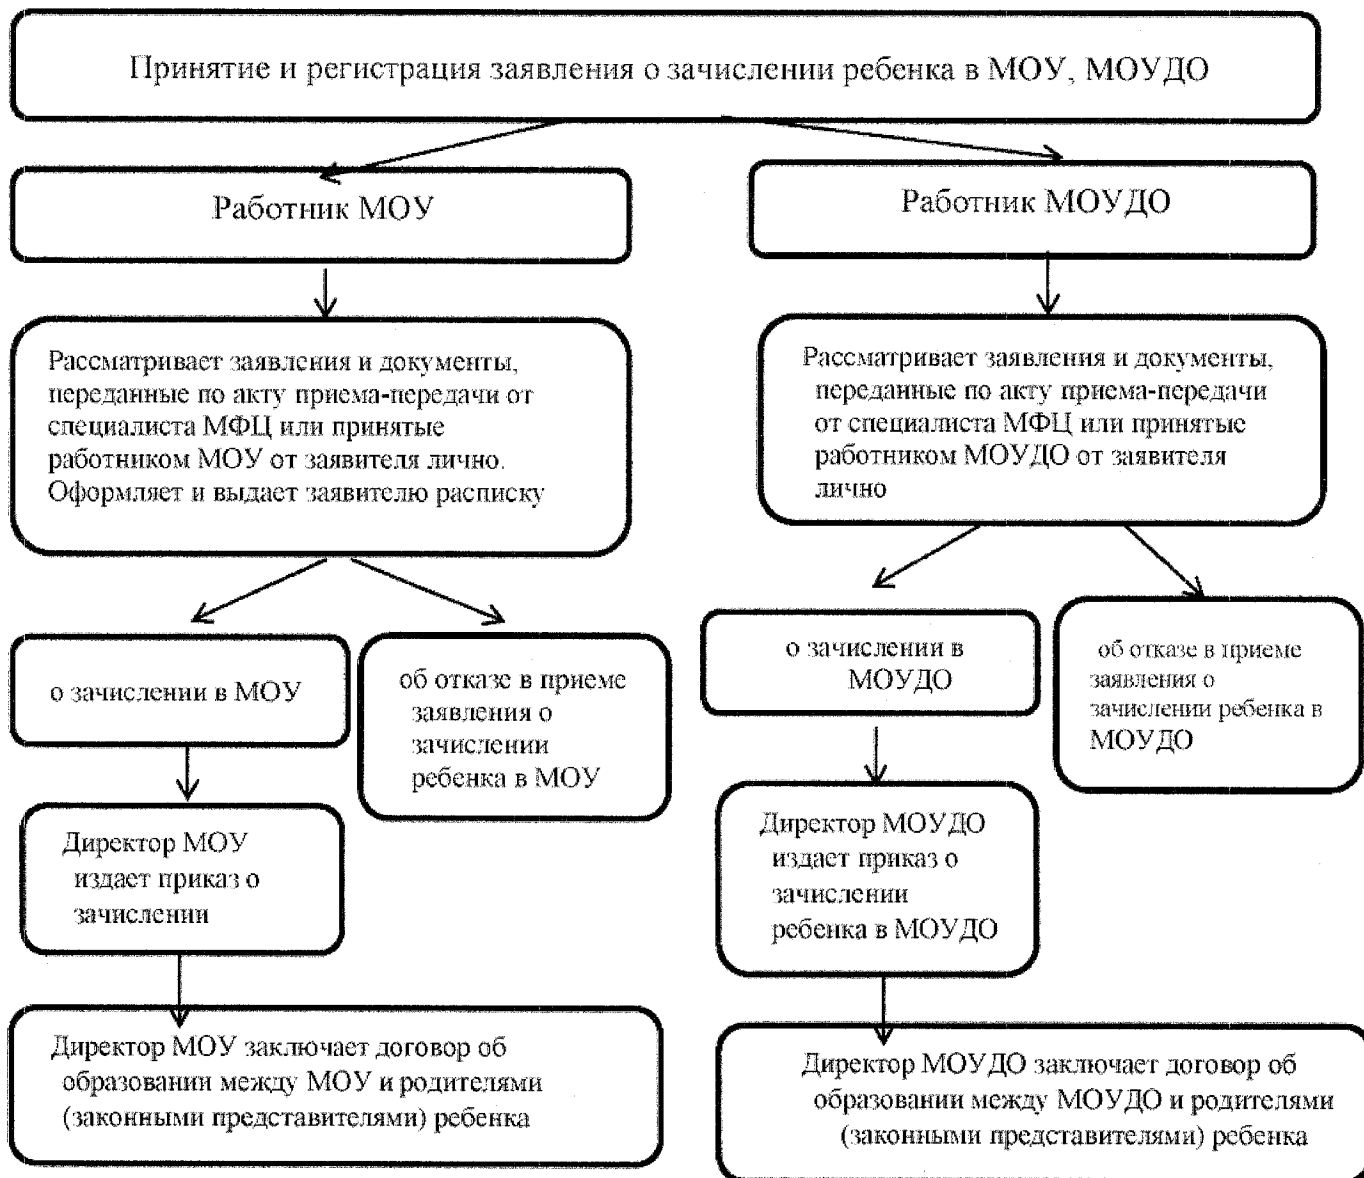 Принятие и регистрация заявления о зачислении ребенка в МОУ, МОУДО
Работник МОУ
Работник МОУДО
Рассматривает заявления и документы,
переданные по акту приема-передачи от
специалиста МФЦ или принятые
работником МОУ от заявителя лично.
Оформляет и выдает заявителю расписку
Рассматривает заявления и документы,
переданные по акту приема-передачи
от специалиста МФЦ или принятые
работником МОУДО от заявителя
лично
о зачислении в МОУ
об отказе в приеме
заявления о
зачислении
ребенка в МОУ
о зачислении в
МОУДО
об отказе в приеме
заявления о
зачислении ребенка в
МОУДО
Директор МОУ
издает приказ о
зачислении
Директор МОУДО
издает приказ о
зачислении
ребенка в МОУДО
Директор МОУ заключает договор об
образовании между МОУ и родителями
(законными представителями) ребенка
Директор МОУДО заключает договор об
образовании между МОУДО и родителями
(законными представителями) ребенка